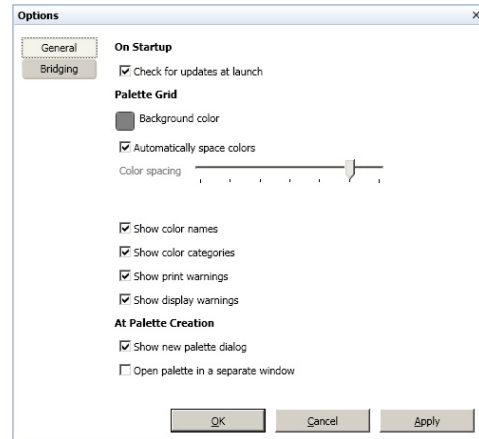 Options
General
Bridging
On Startup
Check for updates at launch
Palette Grid
Background color
Automatically space colors
Color spacing
Show color names
Show color categories
Show print warnings
Show display warnings
At Palette Creation
Show new palette dialog
Open palette in a separate window
OK
Cancel
Apply